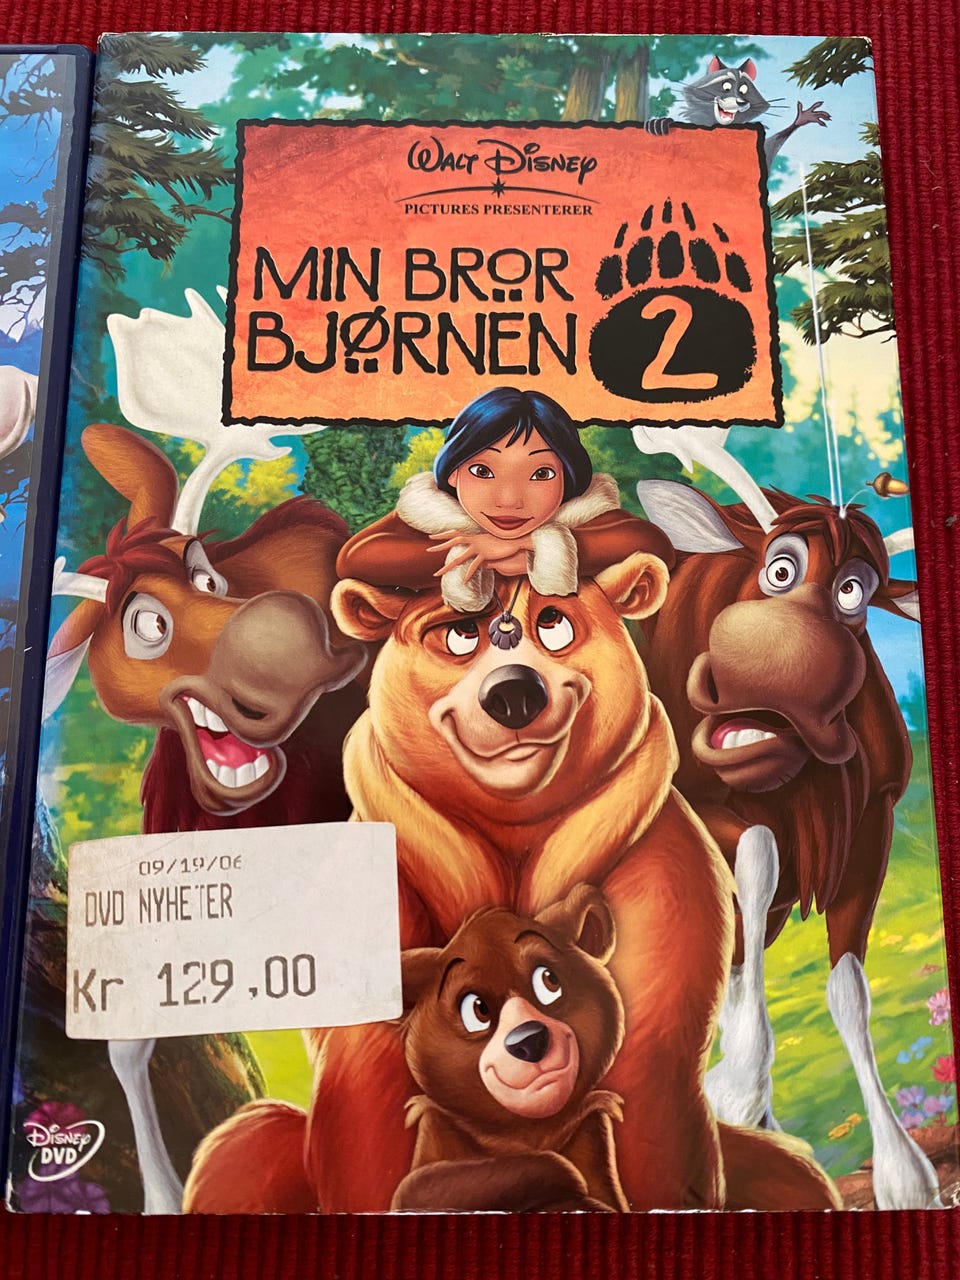 WALT DISNEY
PICTURES PRESENTERER
MIN BROR
BJØRNEN 2
09/19/06
DVD NYHETER
Kr 129,00
DISNEY
DVD